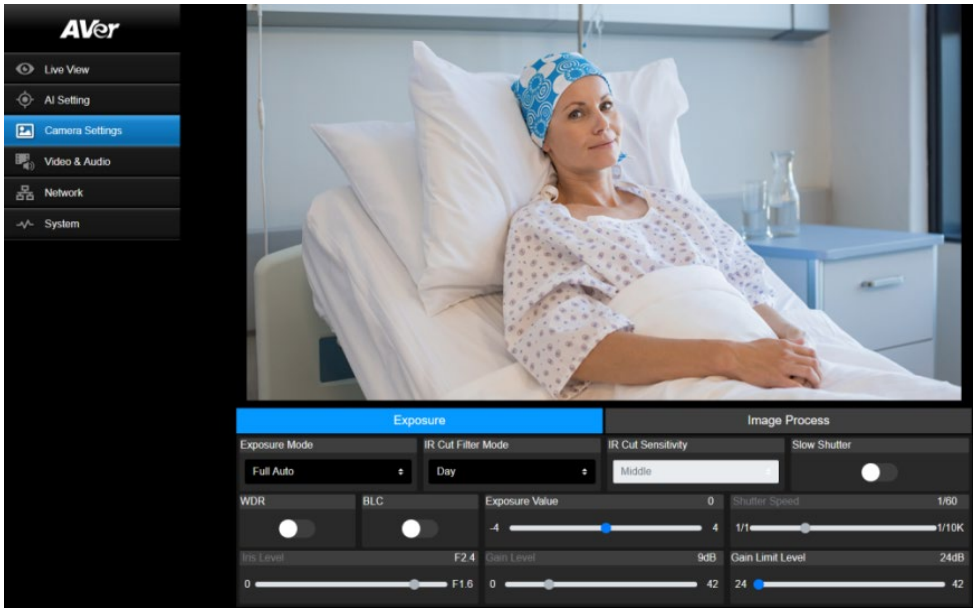 AVer
Live View
AI Setting
Camera Settings
Video & Audio
Network
System
Exposure Image Process
Exposure Mode IR Cut Filter Mode IR Cut Sensitivity Slow Shutter
Full Auto Day Middle
WDR BLC Exposure Value 0 Shutter Speed 1/60
-4 4 1/1 1/10K
Iris Level F2.4 Gain Level 9dB Gain Limit Level 24dB
0 F1.6 0 42 24 42